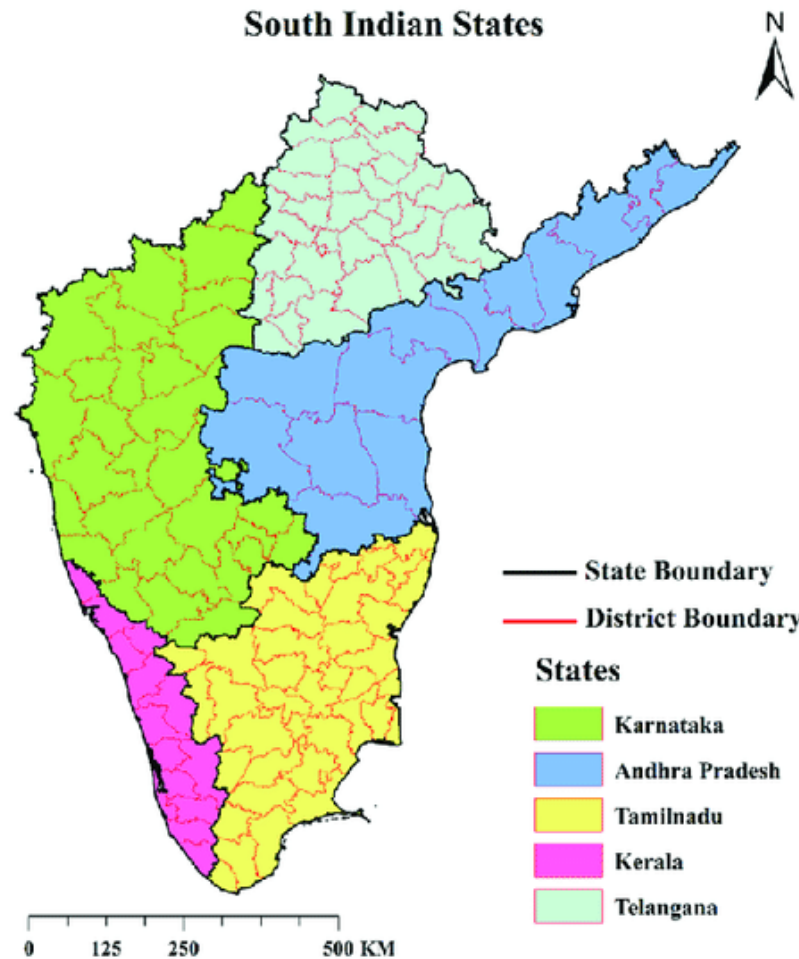 South Indian States
N
State Boundary
District Boundary
States
Karnataka
Andhra Pradesh
Tamilnadu
Kerala
Telangana
0 125 250 500 KM